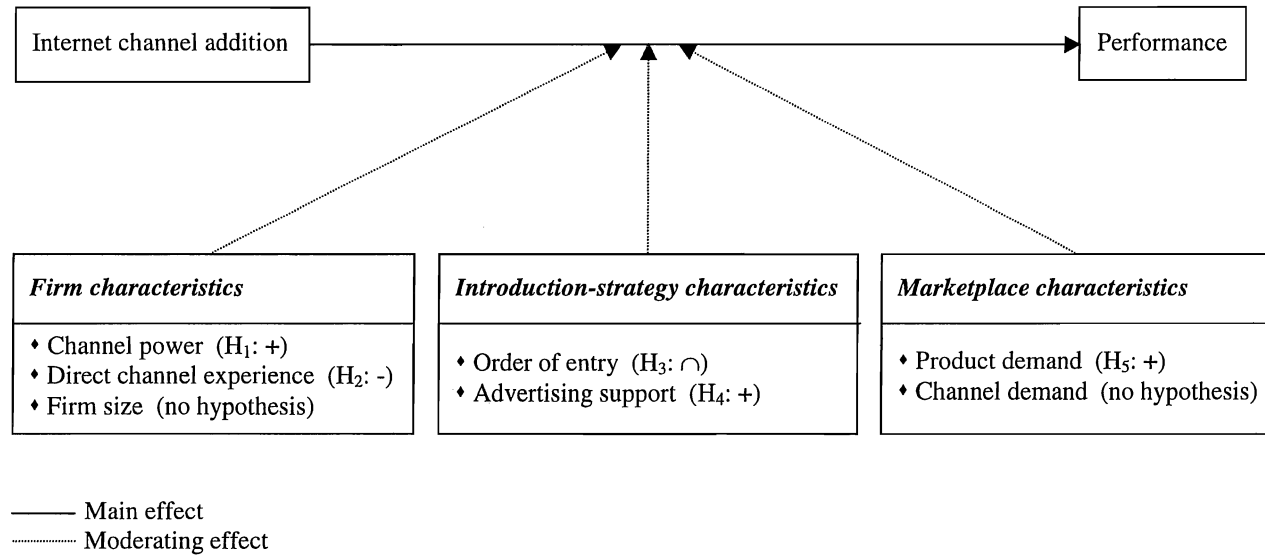 Internet channel addition
Performance
Firm characteristics
♦ Channel power (H₁: +)
♦ Direct channel experience (H₂: -)
♦ Firm size (no hypothesis)
Introduction-strategy characteristics
♦ Order of entry (H₃: ∩)
♦ Advertising support (H₄: +)
Marketplace characteristics
♦ Product demand (H₅: +)
♦ Channel demand (no hypothesis)
Main effect
Moderating effect